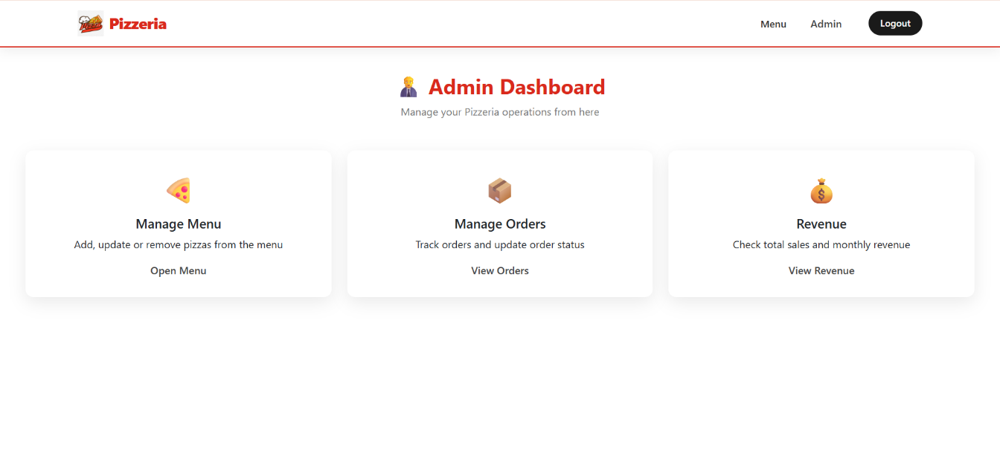 Pizzeria
Menu
Admin
Logout
Admin Dashboard
Manage your Pizzeria operations from here
Manage Menu
Add, update or remove pizzas from the menu
Open Menu
Manage Orders
Track orders and update order status
View Orders
$
Revenue
Check total sales and monthly revenue
View Revenue